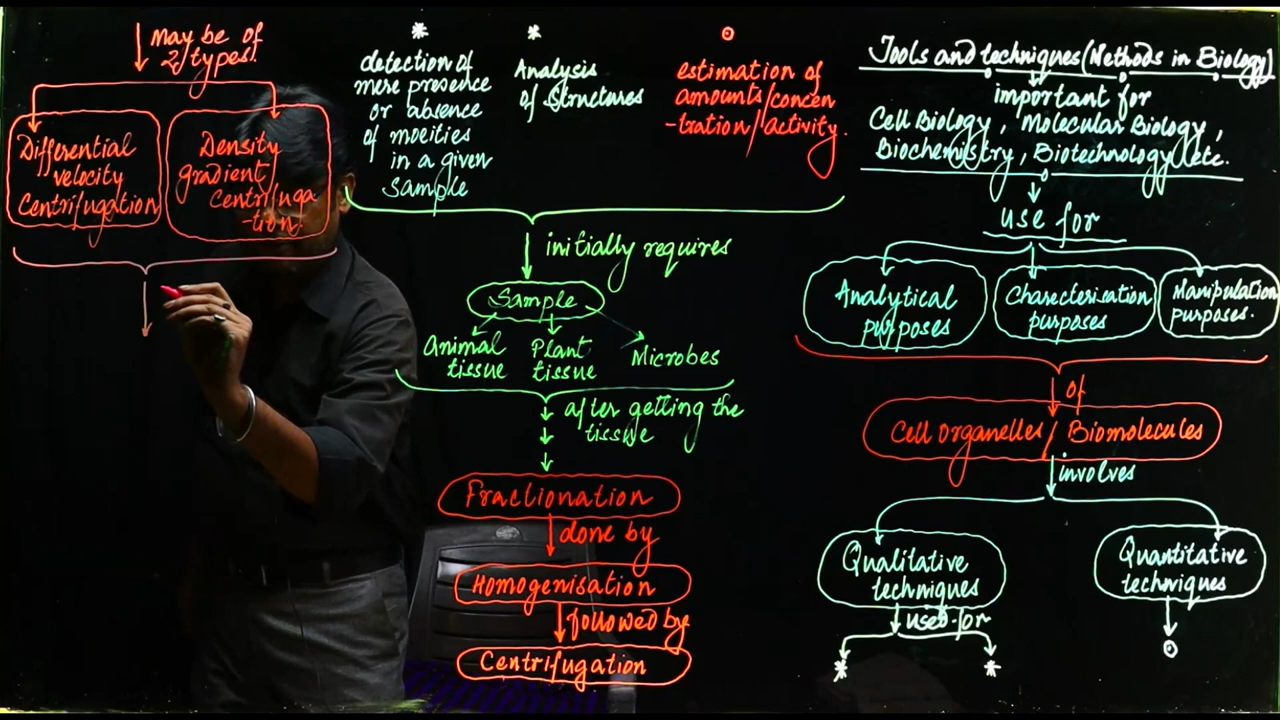 Tools and techniques (Methods in Biology)
important for
Cell Biology, Molecular Biology,
Biochemistry, Biotechnology etc.
use for
Analytical
purposes
Characterisation
purposes
Manipulation
purposes.
of
Cell organelles / Biomolecules
involves
Qualitative
techniques
Quantitative
techniques
used for
*
*
*
detection of
mere presence
or absence
of moeities
in a given
Sample
*
Analysis
of Structures
estimation of
amounts/concen
-tration/activity.
initially requires
Sample
Animal
tissue
Plant
tissue
Microbes
after getting the
tissue
Fractionation
done by
Homogenisation
followed by
Centrifugation
may be of
2 types!
Differential
velocity
Centrifugation
Density
gradient
Centrifuga
-tion.